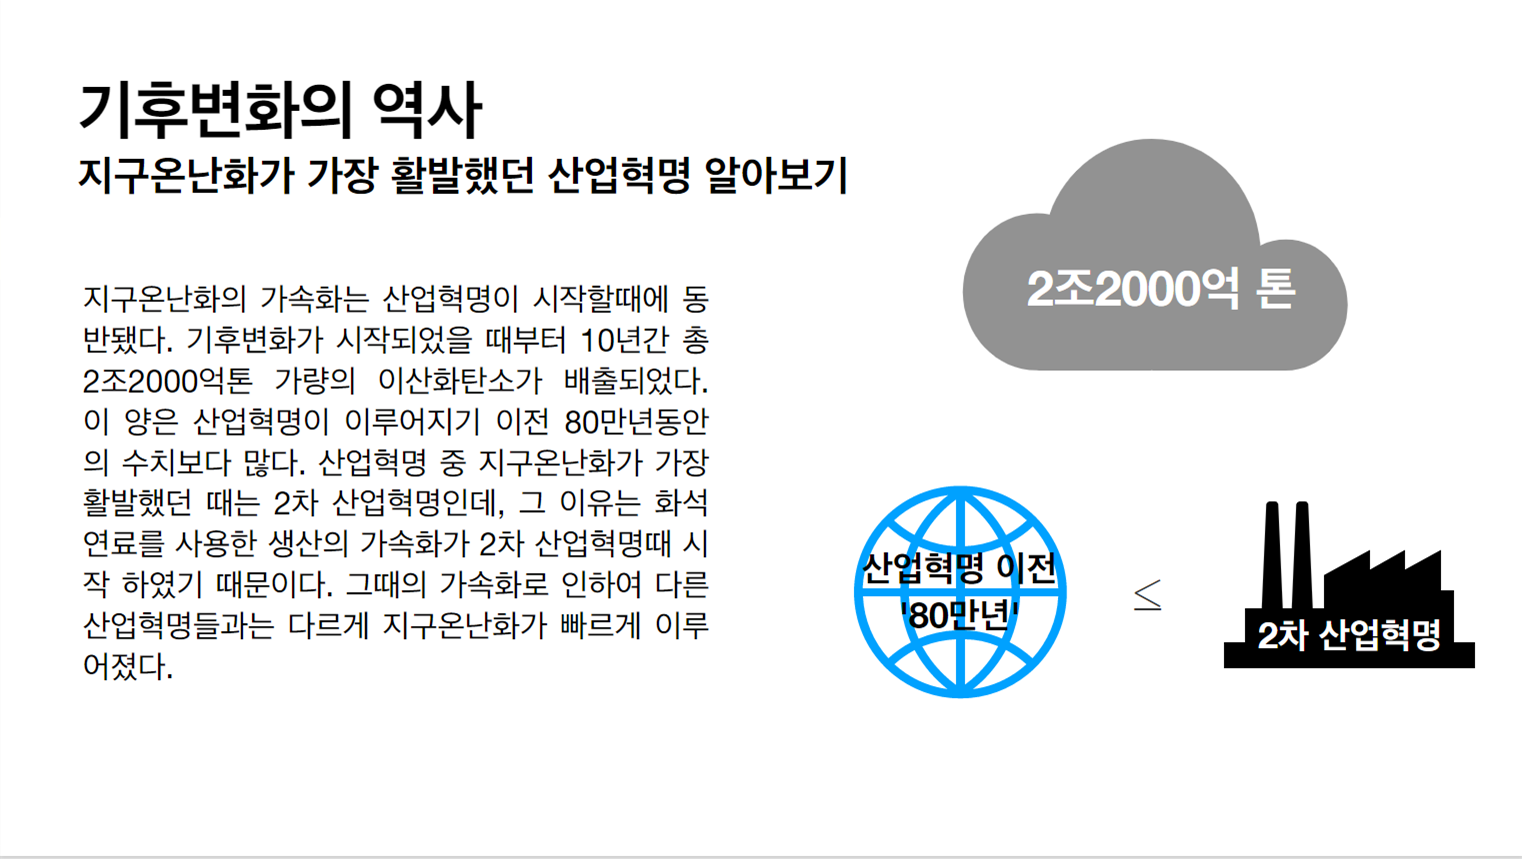 기후변화의 역사
지구온난화가 가장 활발했던 산업혁명 알아보기
지구온난화의 가속화는 산업혁명이 시작할때에 동
반됐다. 기후변화가 시작되었을 때부터 10년간 총
2조2000억톤 가량의 이산화탄소가 배출되었다.
이 양은 산업혁명이 이루어지기 이전 80만년동안
의 수치보다 많다. 산업혁명 중 지구온난화가 가장
활발했던 때는 2차 산업혁명인데, 그 이유는 화석
연료를 사용한 생산의 가속화가 2차 산업혁명때 시
작 하였기 때문이다. 그때의 가속화로 인하여 다른
산업혁명들과는 다르게 지구온난화가 빠르게 이루
어졌다.
2조2000억 톤
산업혁명 이전
'80만년'
≤
2차 산업혁명